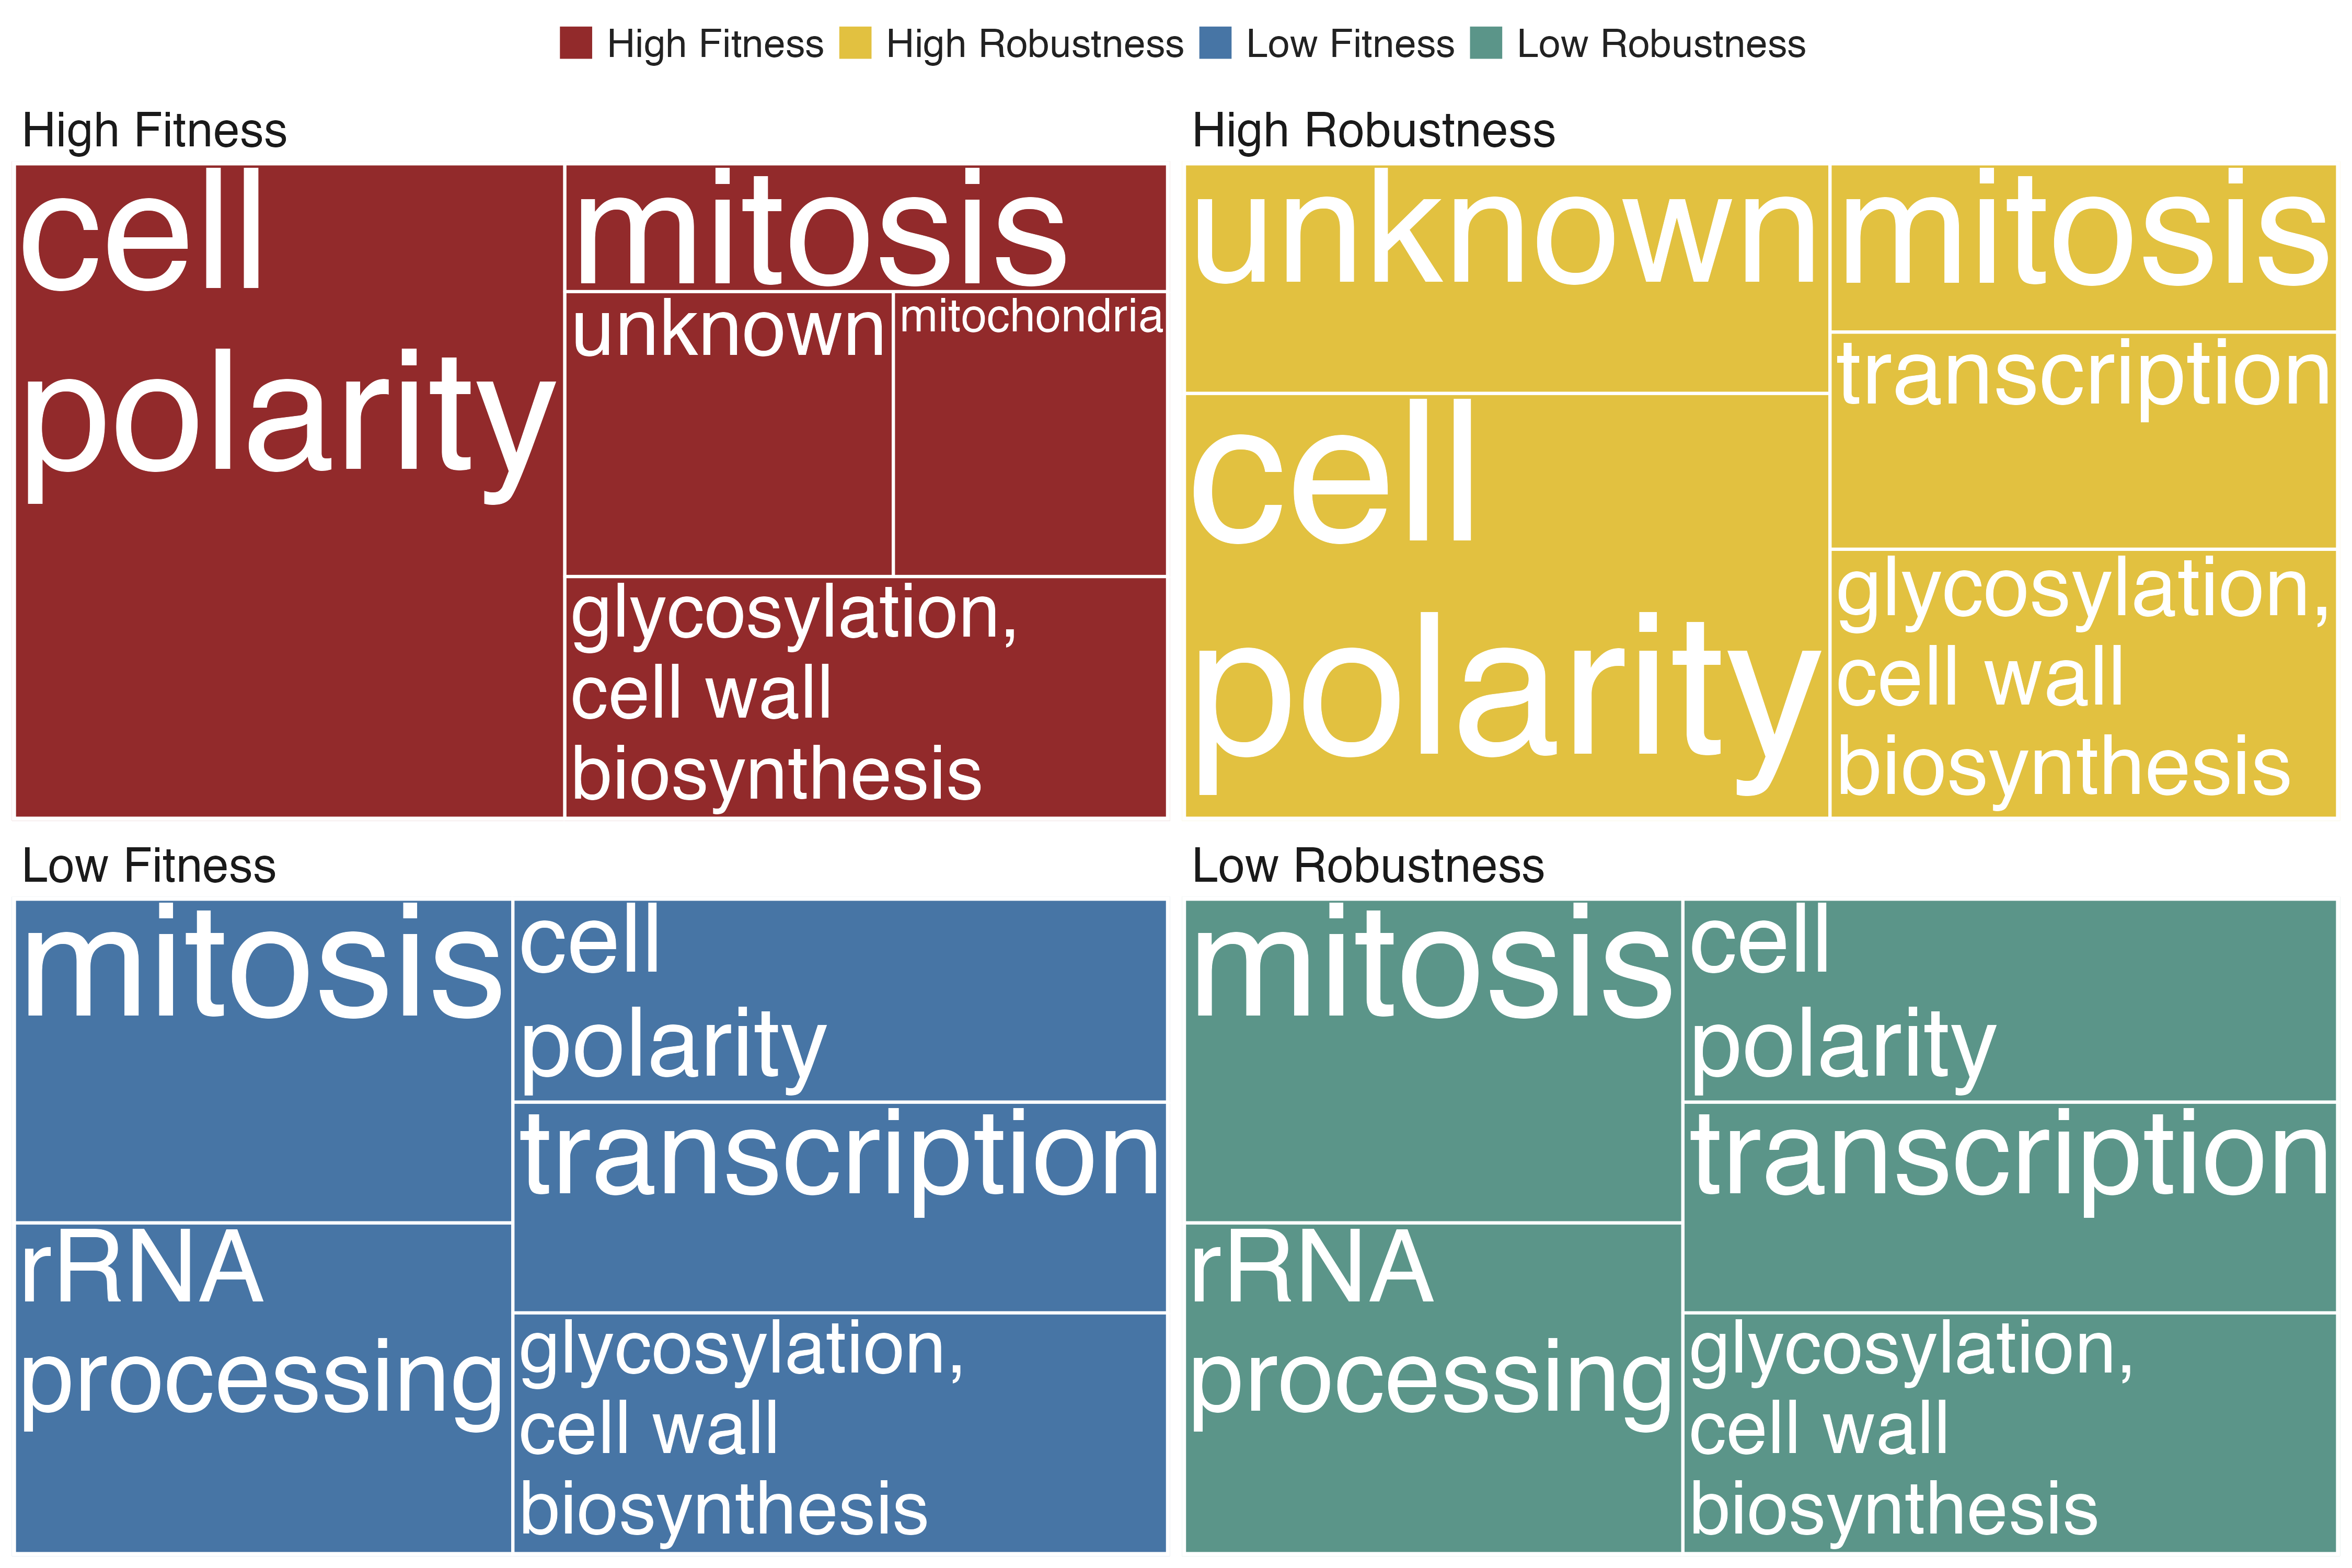 High Fitness High Robustness Low Fitness Low Robustness
High Fitness
cell
polarity
mitosis
unknown
mitochondria
glycosylation,
cell wall
biosynthesis
High Robustness
unknown
cell
polarity
mitosis
transcription
glycosylation,
cell wall
biosynthesis
Low Fitness
mitosis
rRNA
processing
cell
polarity
transcription
glycosylation,
cell wall
biosynthesis
Low Robustness
mitosis
rRNA
processing
cell
polarity
transcription
glycosylation,
cell wall
biosynthesis